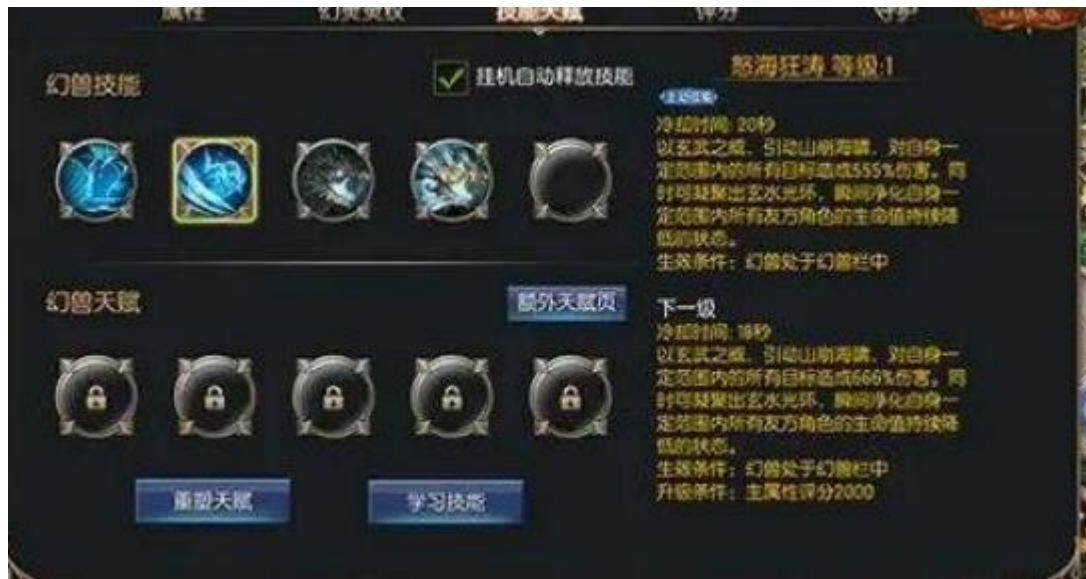 属性
幻灵授权
技能天赋
评分
守护
幻兽技能
挂机自动释放技能
怒海狂涛 等级:1
主动技能
冷却时间: 20秒
以玄武之威，引动山崩海啸，对自身一
定范围内的所有目标造成555%伤害。同
时可凝聚出玄水光环，瞬间净化自身一
定范围内所有友方角色的生命值持续降
低的状态。
生效条件：幻兽处于幻兽栏中
幻兽天赋
额外天赋页
下一级
冷却时间: 18秒
以玄武之威，引动山崩海啸，对自身一
定范围内的所有目标造成666%伤害。同
时可凝聚出玄水光环，瞬间净化自身一
定范围内所有友方角色的生命值持续降
低的状态。
生效条件：幻兽处于幻兽栏中
升级条件：主属性评分2000
重塑天赋
学习技能